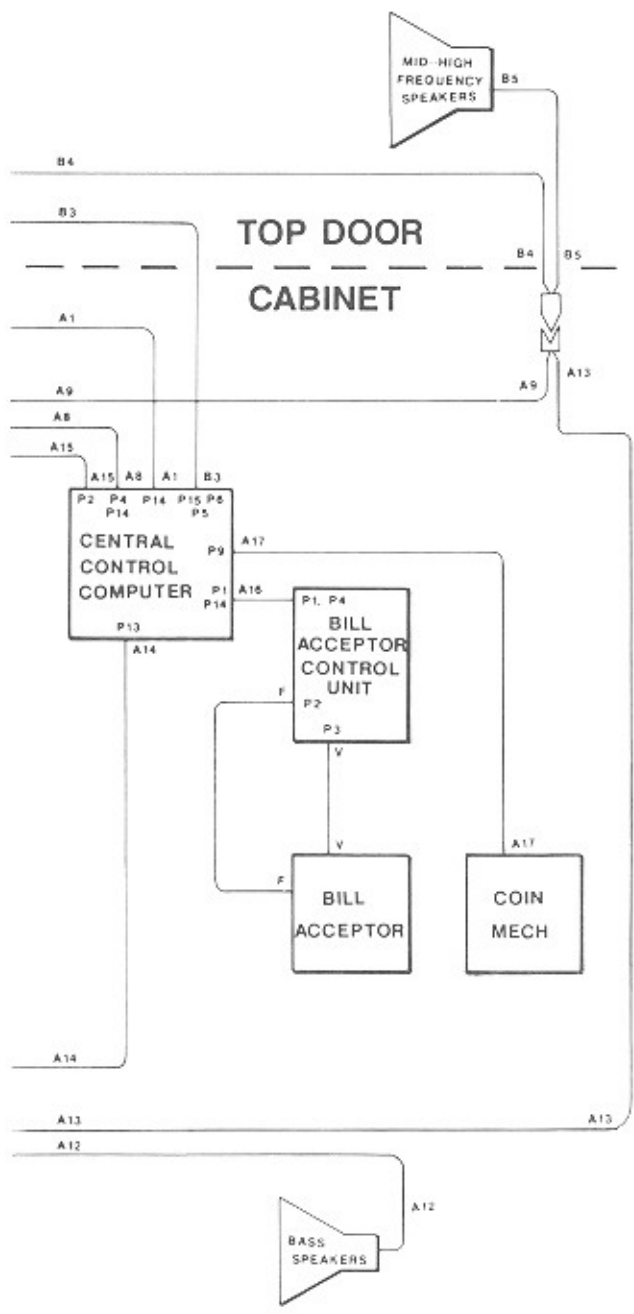 MID-HIGH
FREQUENCY
SPEAKERS
B5
B4
B3
TOP DOOR
B4 B5
CABINET
A1
A9
A9 A13
A8
A15
A15 A8 A1 B3
P2 P4 P14 P15 P6
P14 P5
CENTRAL
CONTROL
COMPUTER
P9 A17
P1 A16
P14
P13
A14
P1, P4
BILL
ACCEPTOR
CONTROL
UNIT
F P2
P3
V
V
A17
F
BILL
ACCEPTOR
COIN
MECH
A14
A13 A13
A12
A12
BASS
SPEAKERS